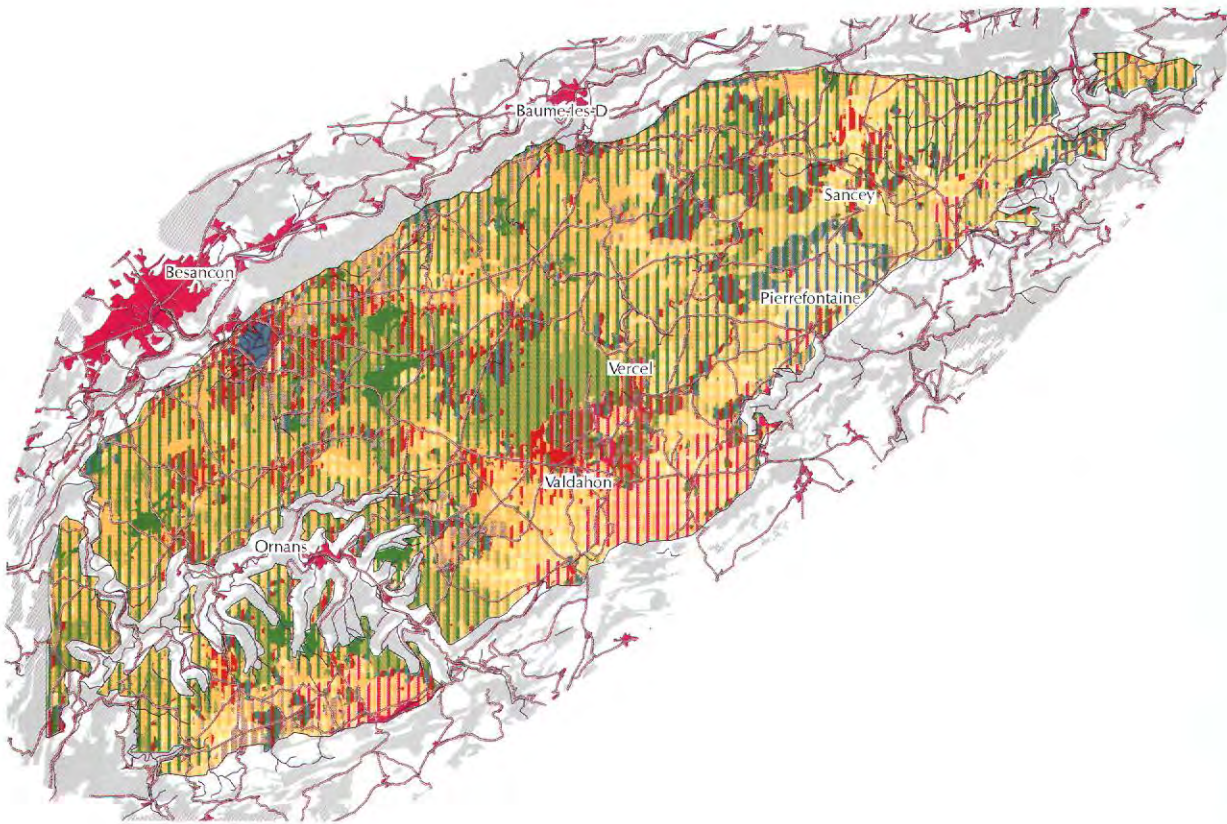 Baume-les-D
Sancey
Besancon
Pierrefontaine
Vercel
Valdahon
Ornans